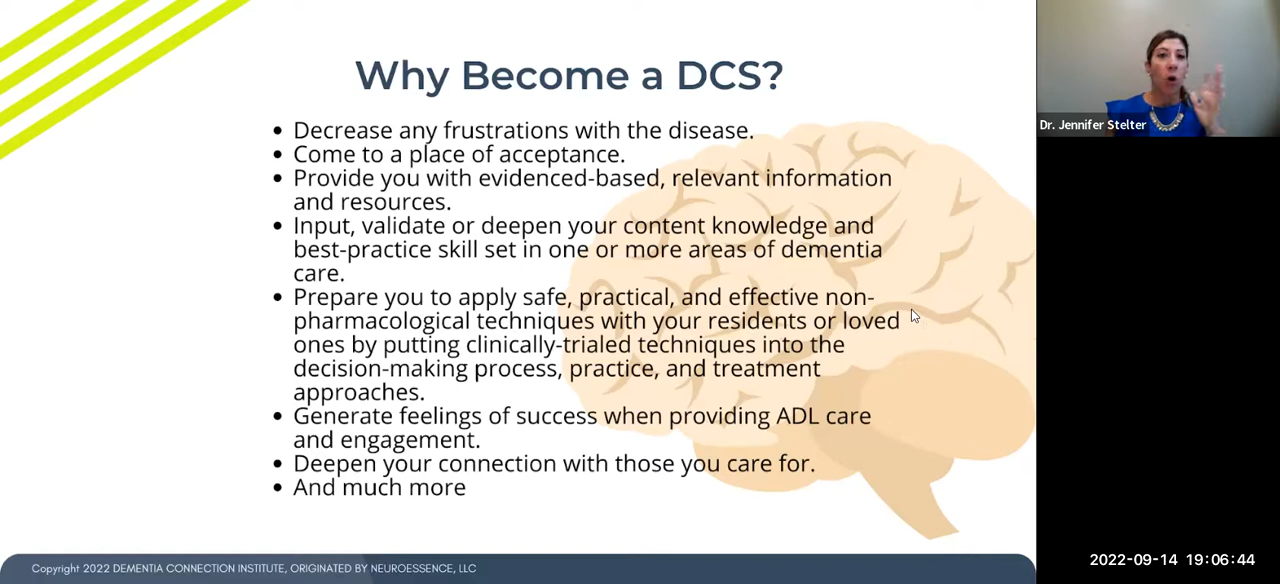 Why Become a DCS?
• Decrease any frustrations with the disease.
• Come to a place of acceptance.
• Provide you with evidenced-based, relevant information
and resources.
• Input, validate or deepen your content knowledge and
best-practice skill set in one or more areas of dementia
care.
• Prepare you to apply safe, practical, and effective non-
pharmacological techniques with your residents or loved
ones by putting clinically-trialed techniques into the
decision-making process, practice, and treatment
approaches.
• Generate feelings of success when providing ADL care
and engagement.
• Deepen your connection with those you care for.
• And much more
Copyright 2022 DEMENTIA CONNECTION INSTITUTE, ORIGINATED BY NEUROESSENCE, LLC
Dr. Jennifer Stelter
2022-09-14 19:06:44